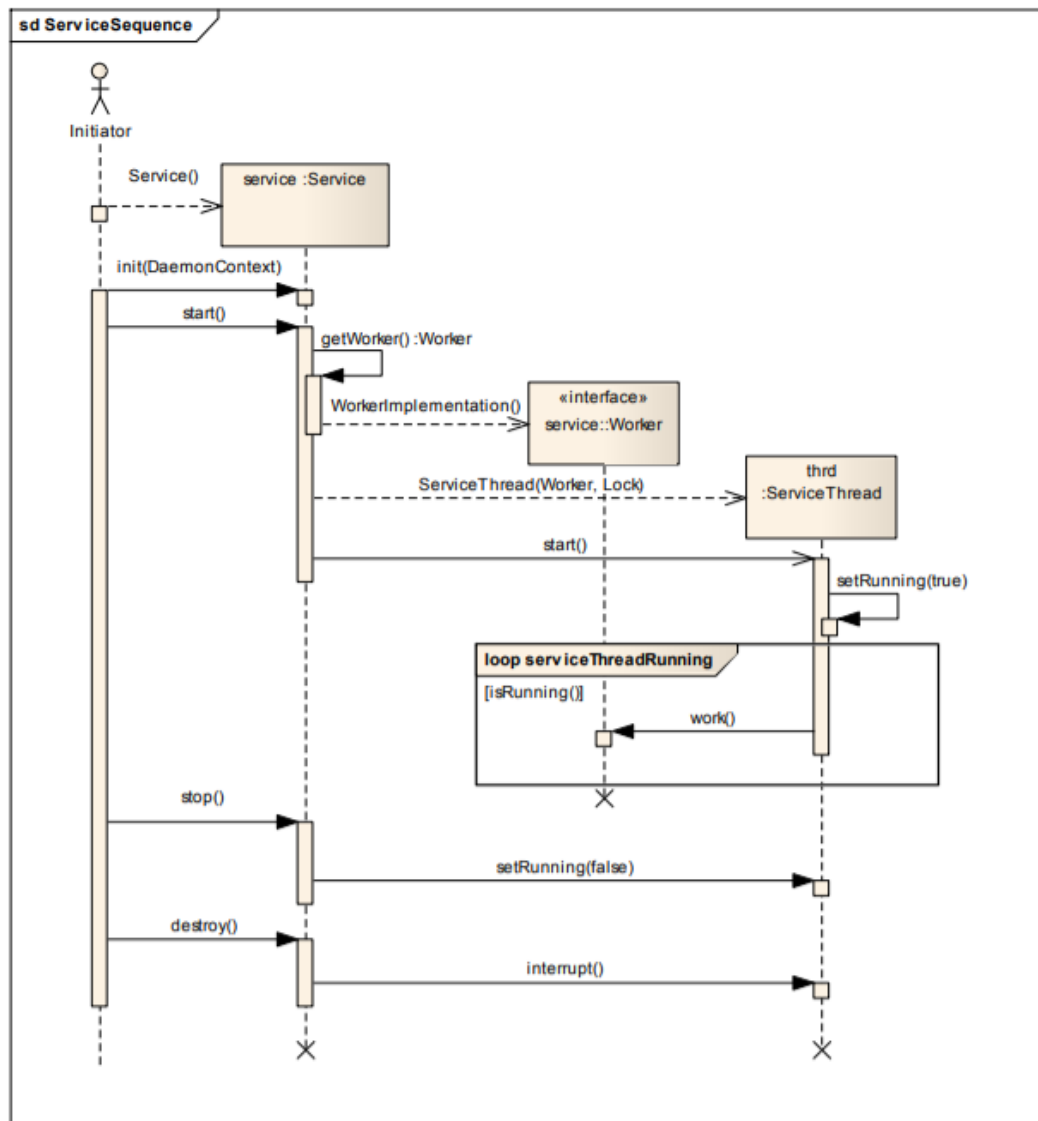 sd ServiceSequence
Initiator
Service()
service :Service
init(DaemonContext)
start()
getWorker() :Worker
WorkerImplementation()
«interface»
service::Worker
ServiceThread(Worker, Lock)
thrd
:ServiceThread
start()
setRunning(true)
loop serviceThreadRunning
[isRunning()]
work()
stop()
setRunning(false)
destroy()
interrupt()